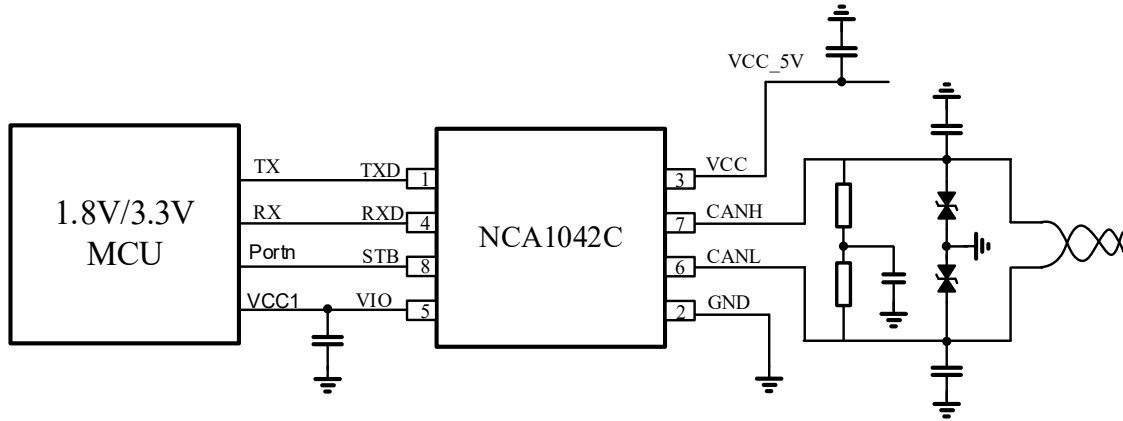 VCC_5V
1.8V/3.3V
MCU
TX
RX
Portn
VCC1
TXD
RXD
STB
VIO
1
4
8
5
NCA1042C
3
7
6
2
VCC
CANH
CANL
GND